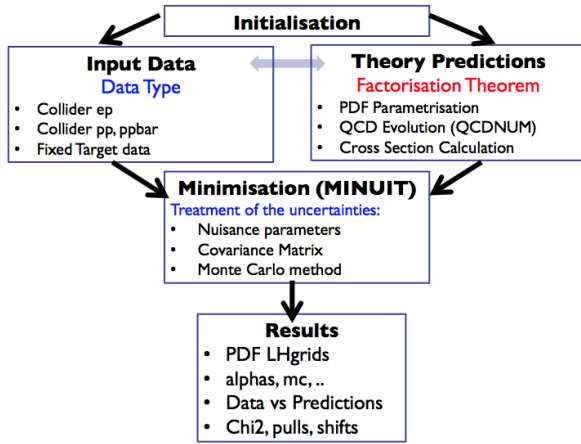 Initialisation
Input Data
Data Type
• Collider ep
• Collider pp, ppbar
• Fixed Target data
Theory Predictions
Factorisation Theorem
• PDF Parametrisation
• QCD Evolution (QCDNUM)
• Cross Section Calculation
Minimisation (MINUIT)
Treatment of the uncertainties:
• Nuisance parameters
• Covariance Matrix
• Monte Carlo method
Results
• PDF LHgrids
• alphas, mc, ..
• Data vs Predictions
• Chi2, pulls, shifts